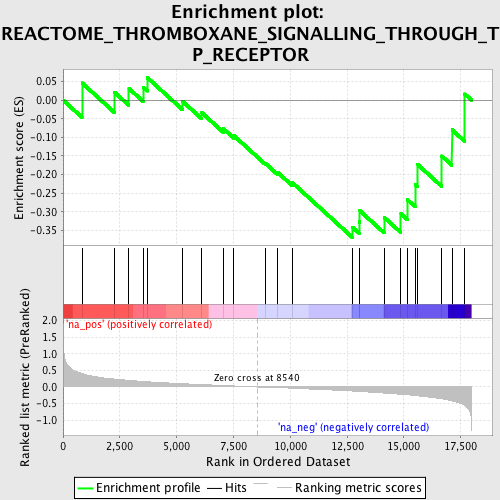 Enrichment plot:
REACTOME_THROMBOXANE_SIGNALLING_THROUGH_T
P_RECEPTOR
Enrichment score (ES)
0.05
0.00
-0.05
-0.10
-0.15
-0.20
-0.25
-0.30
-0.35
'na_pos' (positively correlated)
Ranked list metric (PreRanked)
2.0
1.5
1.0
0.5
0.0
-0.5
-1.0
Zero cross at 8540
'na_neg' (negatively correlated)
0
2,500
5,000
7,500
10,000
12,500
15,000
17,500
Rank in Ordered Dataset
Enrichment profile
Hits
Ranking metric scores